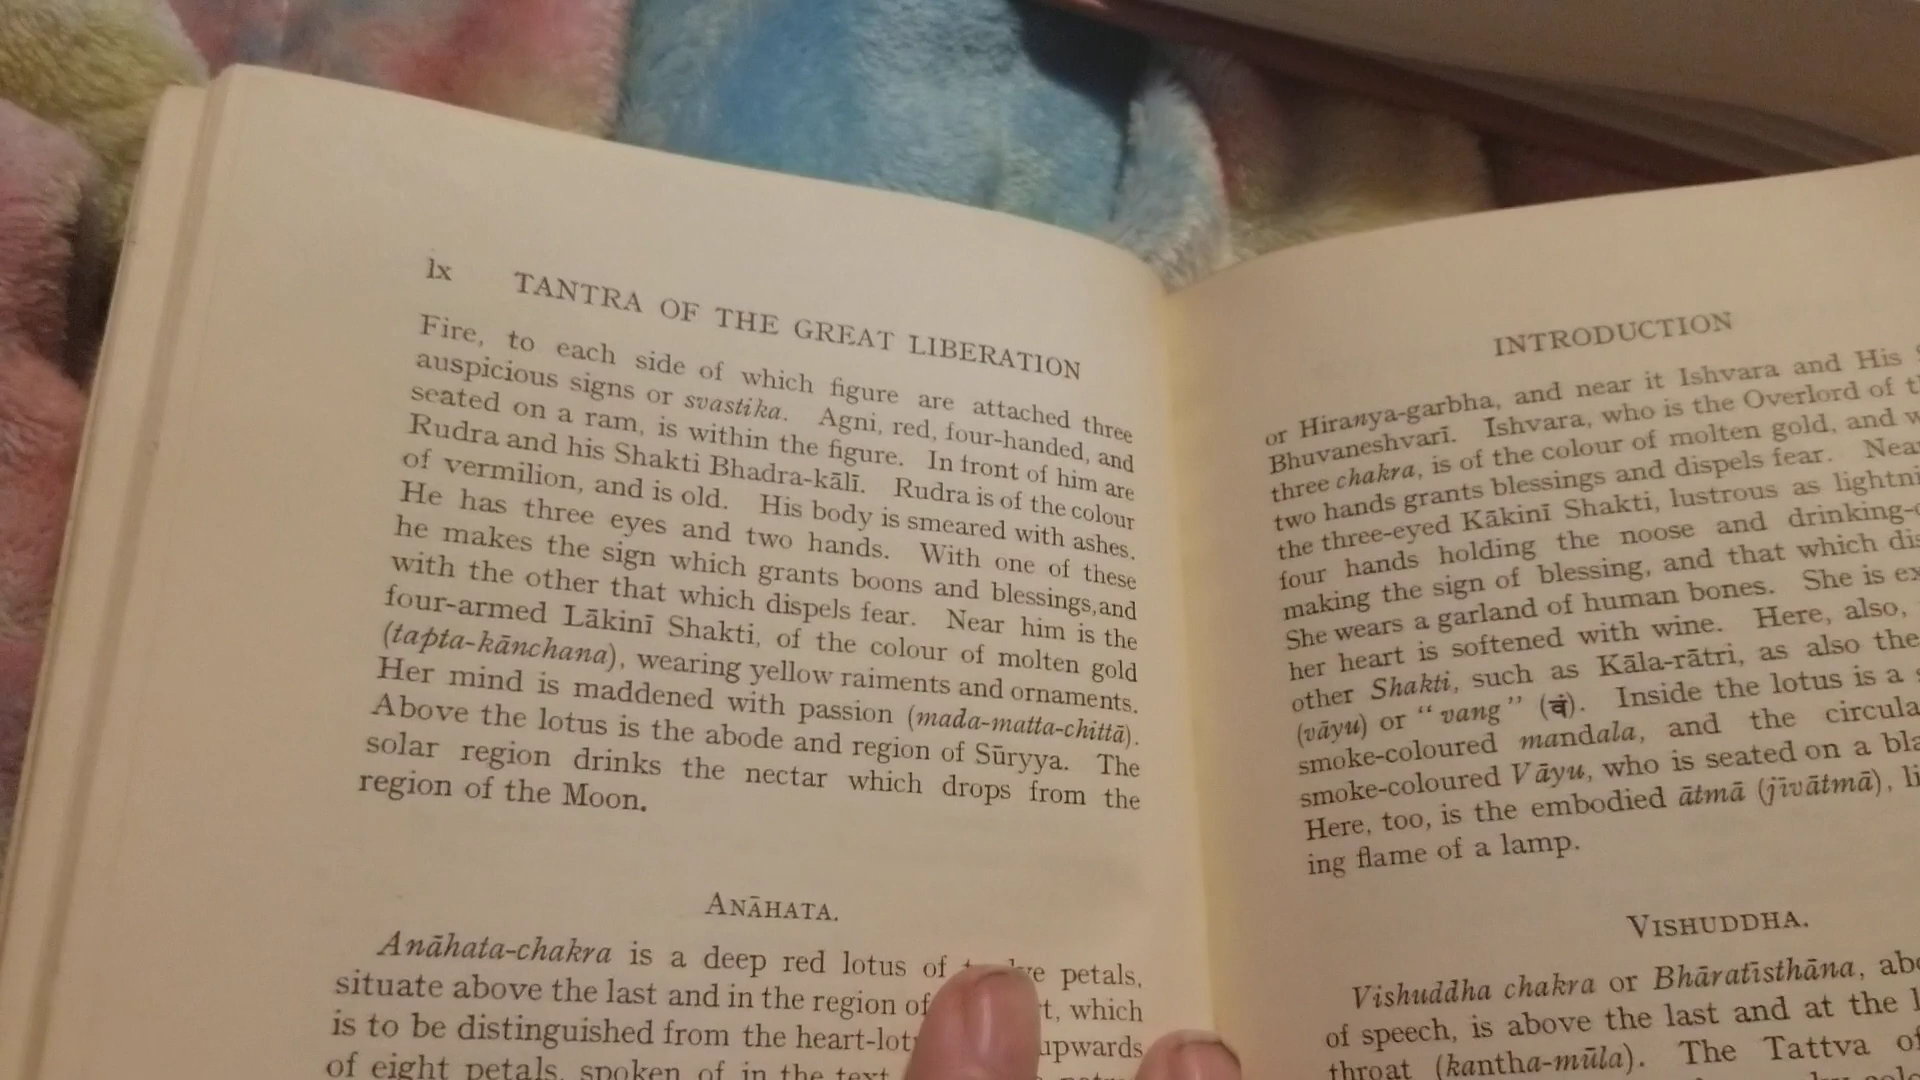 lx TANTRA OF THE GREAT LIBERATION
Fire, to each side of which figure are attached three
auspicious signs or svastika. Agni, red, four-handed, and
seated on a ram, is within the figure. In front of him are
Rudra and his Shakti Bhadra-kālī. Rudra is of the colour
of vermilion, and is old. His body is smeared with ashes.
He has three eyes and two hands. With one of these
he makes the sign which grants boons and blessings, and
with the other that which dispels fear. Near him is the
four-armed Lākinī Shakti, of the colour of molten gold
(tapta-kānchana), wearing yellow raiments and ornaments.
Her mind is maddened with passion (mada-matta-chittā).
Above the lotus is the abode and region of Sūryya. The
solar region drinks the nectar which drops from the
region of the Moon.
ANĀHATA.
Anāhata-chakra is a deep red lotus of petals,
situate above the last and in the region of which
is to be distinguished from the heart- upwards
of eight petals, spoken of in the text
INTRODUCTION
or Hiranya-garbha, and near it Ishvara and His
Bhuvaneshvarī. Ishvara, who is the Overlord of
three chakra, is of the colour of molten gold, and
two hands grants blessings and dispels fear. Near
the three-eyed Kākinī Shakti, lustrous as
four hands holding the noose and drinking-
making the sign of blessing, and that which
She wears a garland of human bones. She is
her heart is softened with wine. Here, also,
other Shakti, such as Kāla-rātri, as also the
(vāyu) or “vang” (वं). Inside the lotus is a
smoke-coloured mandala, and the
smoke-coloured Vāyu, who is seated on a
Here, too, is the embodied ātmā (jīvātmā),
ing flame of a lamp.
VISHUDDHA.
Vishuddha chakra or Bhāratīsthāna,
of speech, is above the last and at the
throat (kantha-mūla). The Tattva of